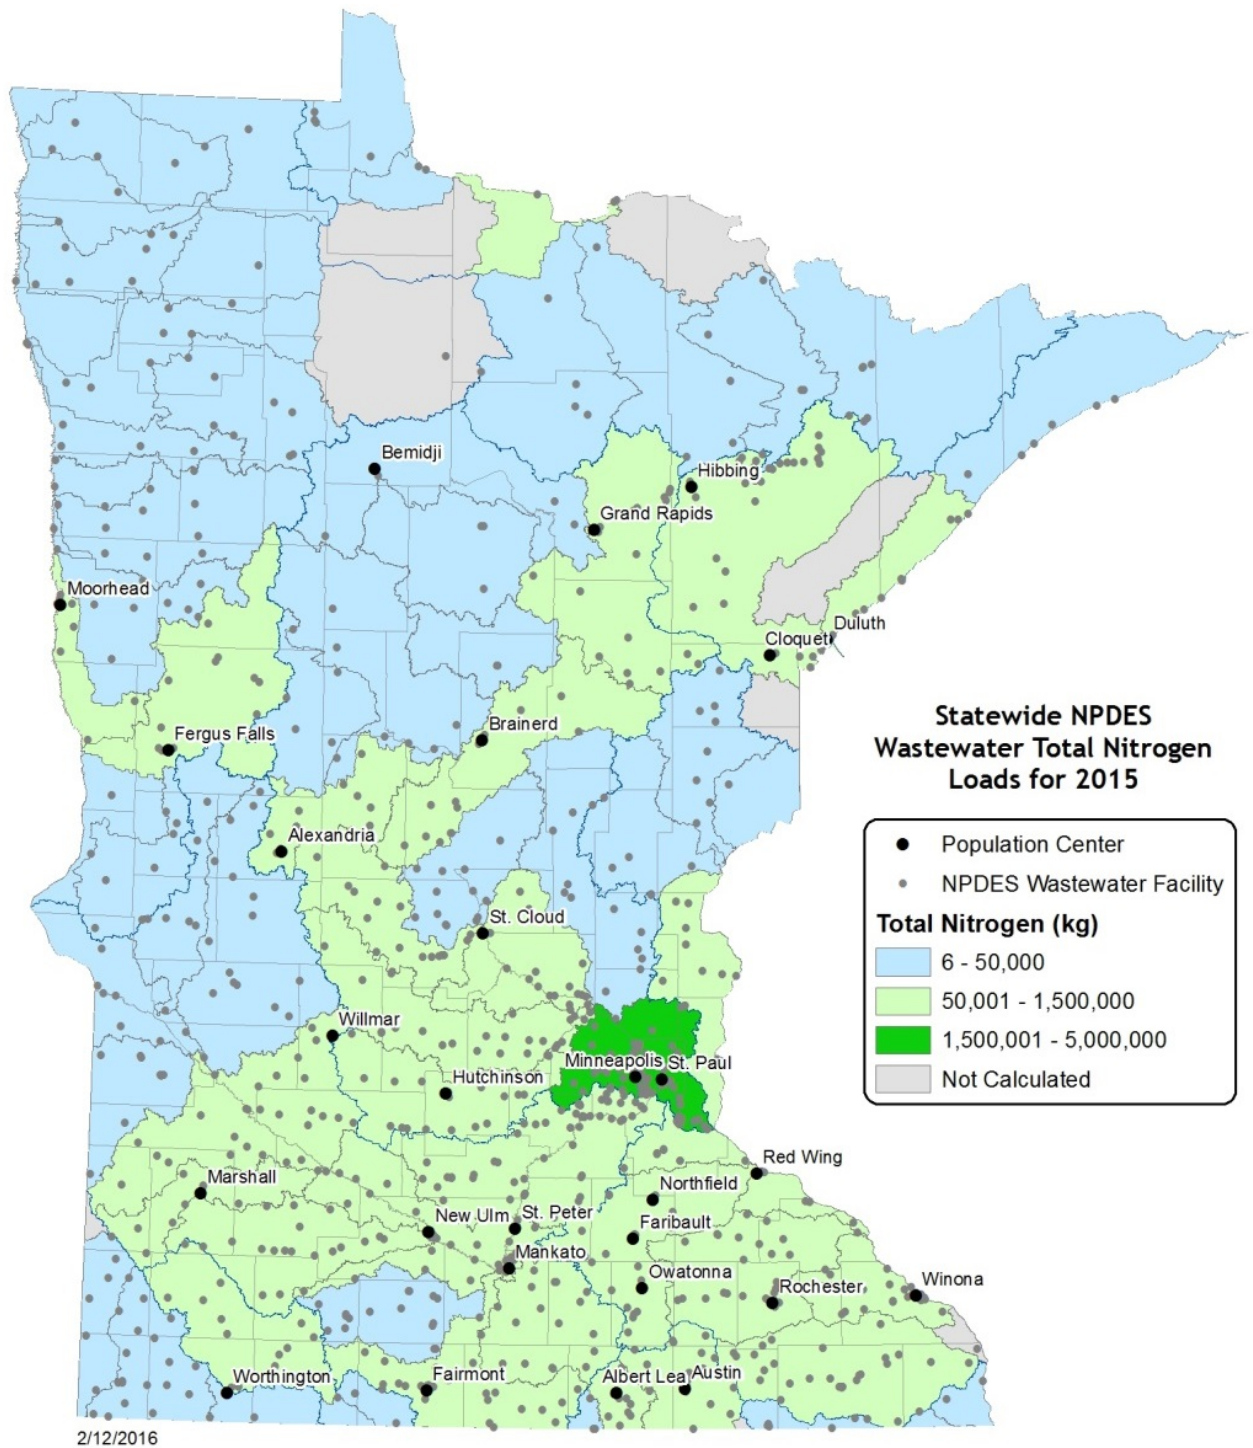 Bemidji
Hibbing
Grand Rapids
Moorhead
Duluth
Cloquet
Brainerd
Fergus Falls
Alexandria
St. Cloud
Willmar
Minneapolis
St. Paul
Hutchinson
Red Wing
Marshall
Northfield
New Ulm
St. Peter
Faribault
Mankato
Owatonna
Rochester
Winona
Worthington
Fairmont
Albert Lea
Austin
2/12/2016
Statewide NPDES
Wastewater Total Nitrogen
Loads for 2015
Population Center
NPDES Wastewater Facility
Total Nitrogen (kg)
6 - 50,000
50,001 - 1,500,000
1,500,001 - 5,000,000
Not Calculated